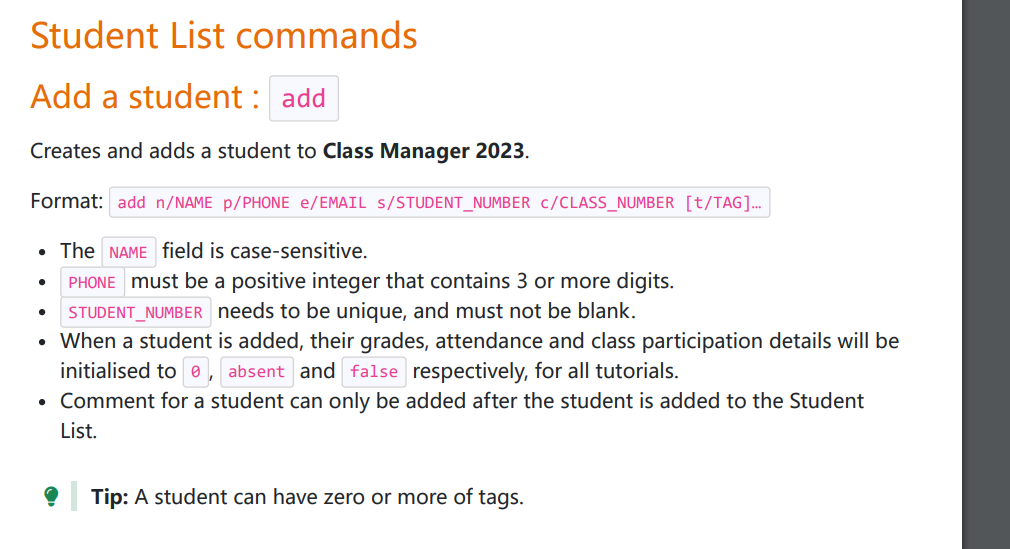 Student List commands
Add a student : add
Creates and adds a student to Class Manager 2023.
Format: add n/NAME p/PHONE e/EMAIL s/STUDENT_NUMBER c/CLASS_NUMBER [t/TAG]…
• The NAME field is case-sensitive.
• PHONE must be a positive integer that contains 3 or more digits.
• STUDENT_NUMBER needs to be unique, and must not be blank.
• When a student is added, their grades, attendance and class participation details will be
initialised to 0, absent and false respectively, for all tutorials.
• Comment for a student can only be added after the student is added to the Student
List.
Tip: A student can have zero or more of tags.